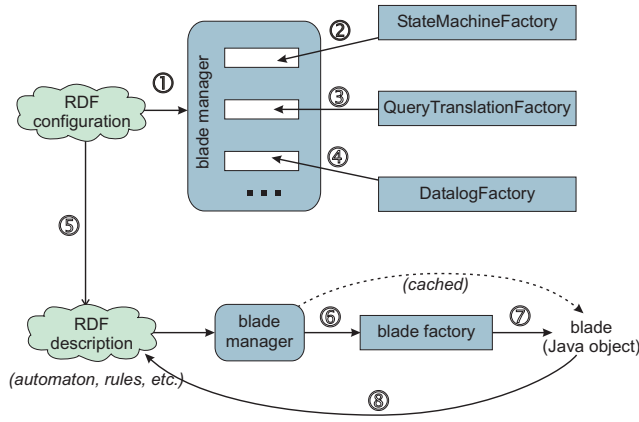 ②
StateMachineFactory
①
RDF
configuration
blade manager
③
QueryTranslationFactory
④
DatalogFactory
...
⑤
(cached)
RDF
description
blade
manager
⑥
blade factory
⑦
blade
(Java object)
(automaton, rules, etc.)
⑧